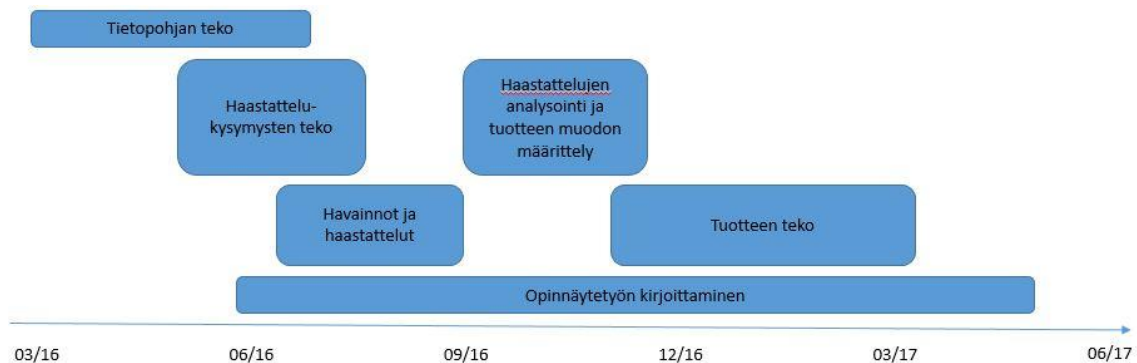 Tietopohjan teko
Haastattelu-
kysymysten teko
Haastattelujen
analysointi ja
tuotteen muodon
määrittely
Havainnot ja
haastattelut
Tuotteen teko
Opinnäytetyön kirjoittaminen
03/16
06/16
09/16
12/16
03/17
06/17